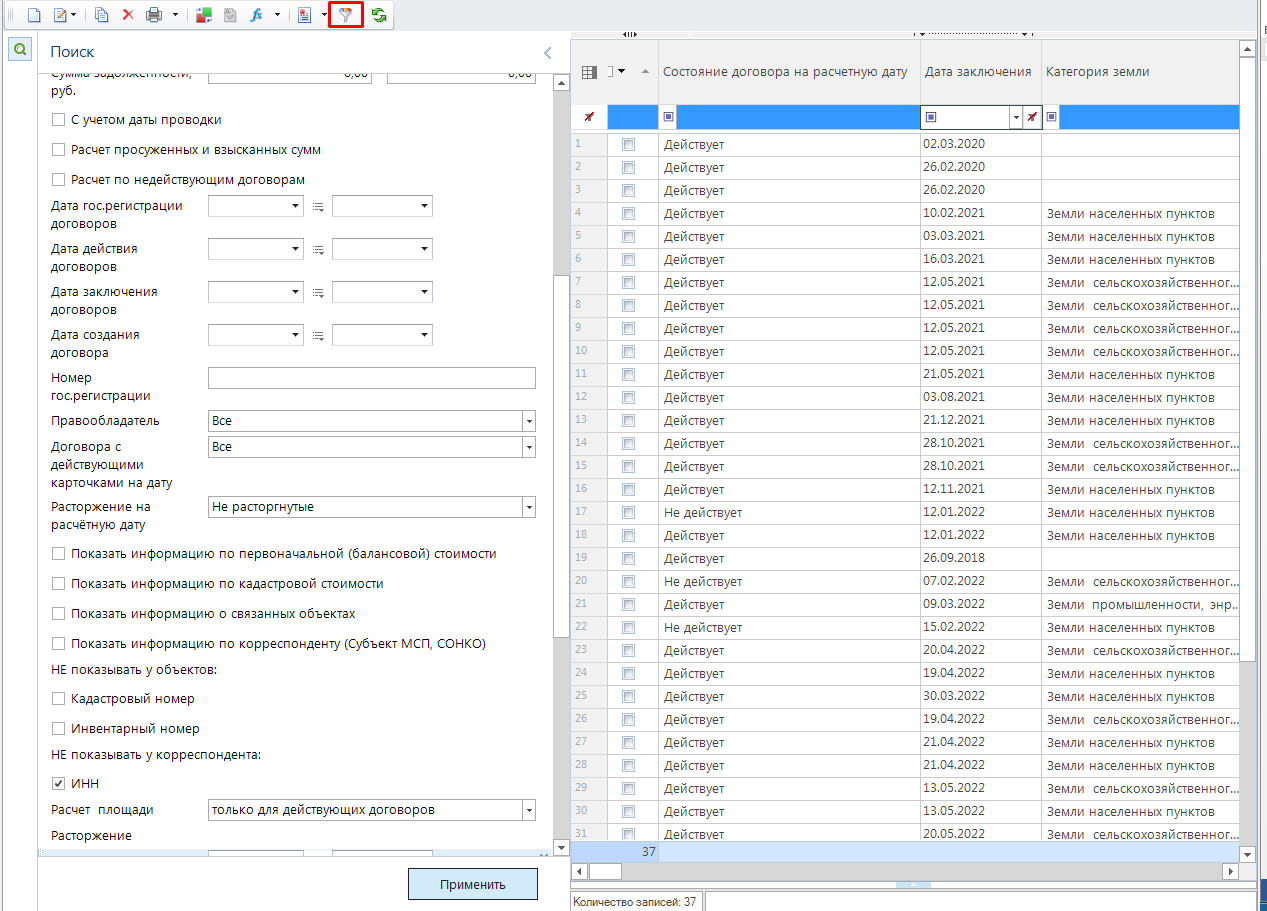 Поиск
Сумма задолженности,
руб.
0,00
0,00
С учетом даты проводки
Расчет просуженных и взысканных сумм
Расчет по недействующим договорам
Дата гос.регистрации
договоров
Дата действия
договоров
Дата заключения
договоров
Дата создания
договора
Номер
гос.регистрации
Правообладатель
Все
Договора с
действующими
карточками на дату
Все
Расторжение на
расчётную дату
Не расторгнутые
Показать информацию по первоначальной (балансовой) стоимости
Показать информацию по кадастровой стоимости
Показать информацию о связанных объектах
Показать информацию по корреспонденту (Субъект МСП, СОНКО)
НЕ показывать у объектов:
Кадастровый номер
Инвентарный номер
НЕ показывать у корреспондента:
ИНН
Расчет площади
только для действующих договоров
Расторжение
Применить
Состояние договора на расчетную дату Дата заключения Категория земли
1 Действует 02.03.2020
2 Действует 26.02.2020
3 Действует 26.02.2020
4 Действует 10.02.2021 Земли населенных пунктов
5 Действует 03.03.2021 Земли населенных пунктов
6 Действует 16.03.2021 Земли населенных пунктов
7 Действует 12.05.2021 Земли сельскохозяйственног...
8 Действует 12.05.2021 Земли сельскохозяйственног...
9 Действует 12.05.2021 Земли сельскохозяйственног...
10 Действует 12.05.2021 Земли сельскохозяйственног...
11 Действует 21.05.2021 Земли населенных пунктов
12 Действует 03.08.2021 Земли населенных пунктов
13 Действует 21.12.2021 Земли населенных пунктов
14 Действует 28.10.2021 Земли сельскохозяйственног...
15 Действует 28.10.2021 Земли сельскохозяйственног...
16 Действует 12.11.2021 Земли населенных пунктов
17 Не действует 12.01.2022 Земли населенных пунктов
18 Действует 12.01.2022 Земли населенных пунктов
19 Действует 26.09.2018
20 Не действует 07.02.2022 Земли сельскохозяйственног...
21 Действует 09.03.2022 Земли промышленности, энр...
22 Не действует 15.02.2022 Земли населенных пунктов
23 Действует 20.04.2022 Земли сельскохозяйственног...
24 Действует 19.04.2022 Земли населенных пунктов
25 Действует 30.03.2022 Земли населенных пунктов
26 Действует 19.04.2022 Земли сельскохозяйственног...
27 Действует 21.04.2022 Земли населенных пунктов
28 Действует 21.04.2022 Земли населенных пунктов
29 Действует 13.05.2022 Земли сельскохозяйственног...
30 Действует 13.05.2022 Земли населенных пунктов
31 Действует 20.05.2022 Земли сельскохозяйственног...
37
Количество записей: 37